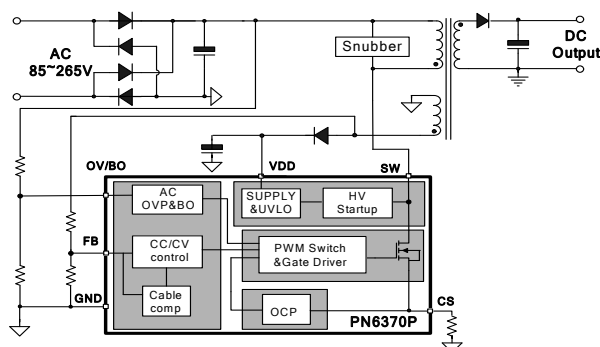 AC
85~265V
Snubber
DC
Output
OV/BO
VDD
SW
AC
OVP&BO
SUPPLY
&UVLO
HV
Startup
FB
CC/CV
control
PWM Switch
&Gate Driver
Cable
comp
GND
OCP
CS
PN6370P